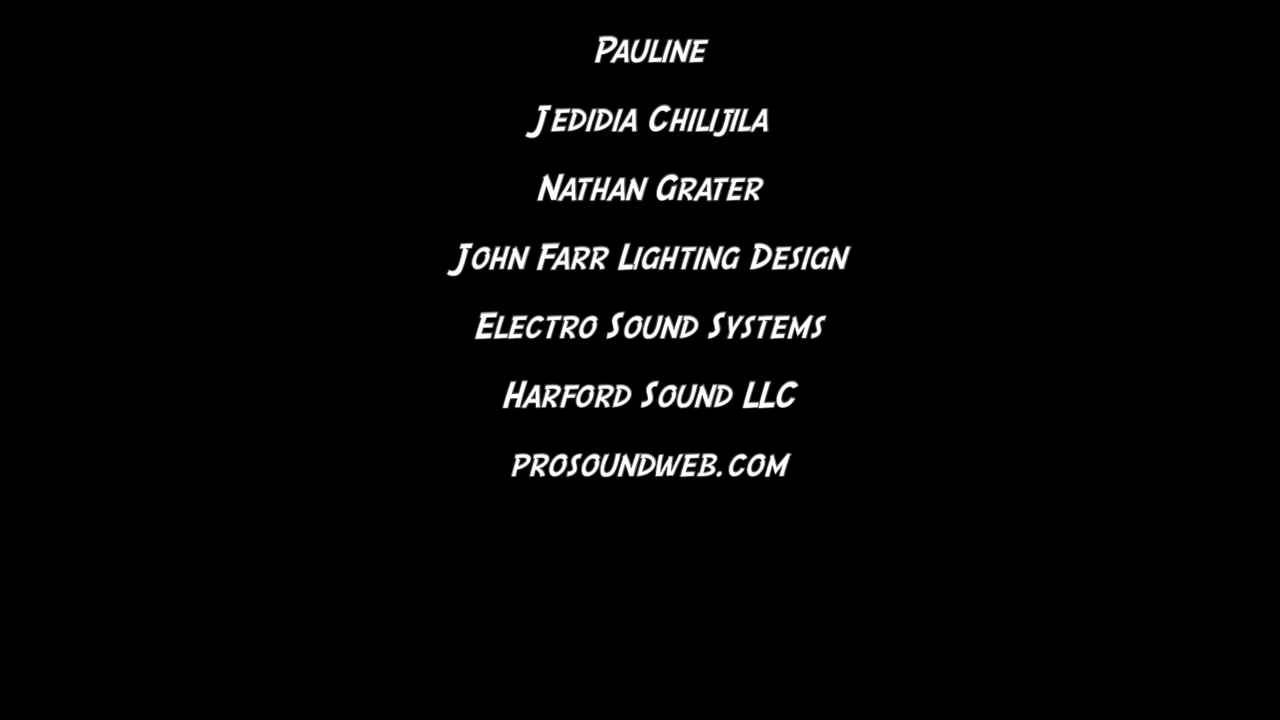 Pauline
Jedidia Chilijila
Nathan Grater
John Farr Lighting Design
Electro Sound Systems
Harford Sound LLC
prosoundweb.com